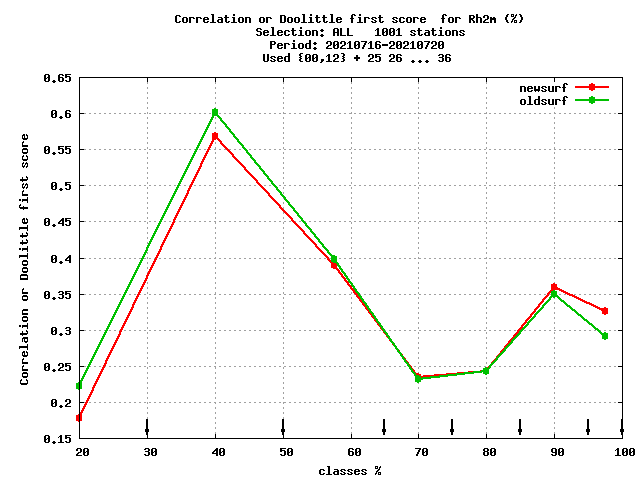 Correlation or Doolittle first score  for Rh2m (%)
Selection: ALL   1001 stations
Period: 20210716-20210720
Used {00,12} + 25 26 ... 36
newsurf
oldsurf
Correlation or Doolittle first score
0.65
0.6
0.55
0.5
0.45
0.4
0.35
0.3
0.25
0.2
0.15
20 30 40 50 60 70 80 90 100
classes %